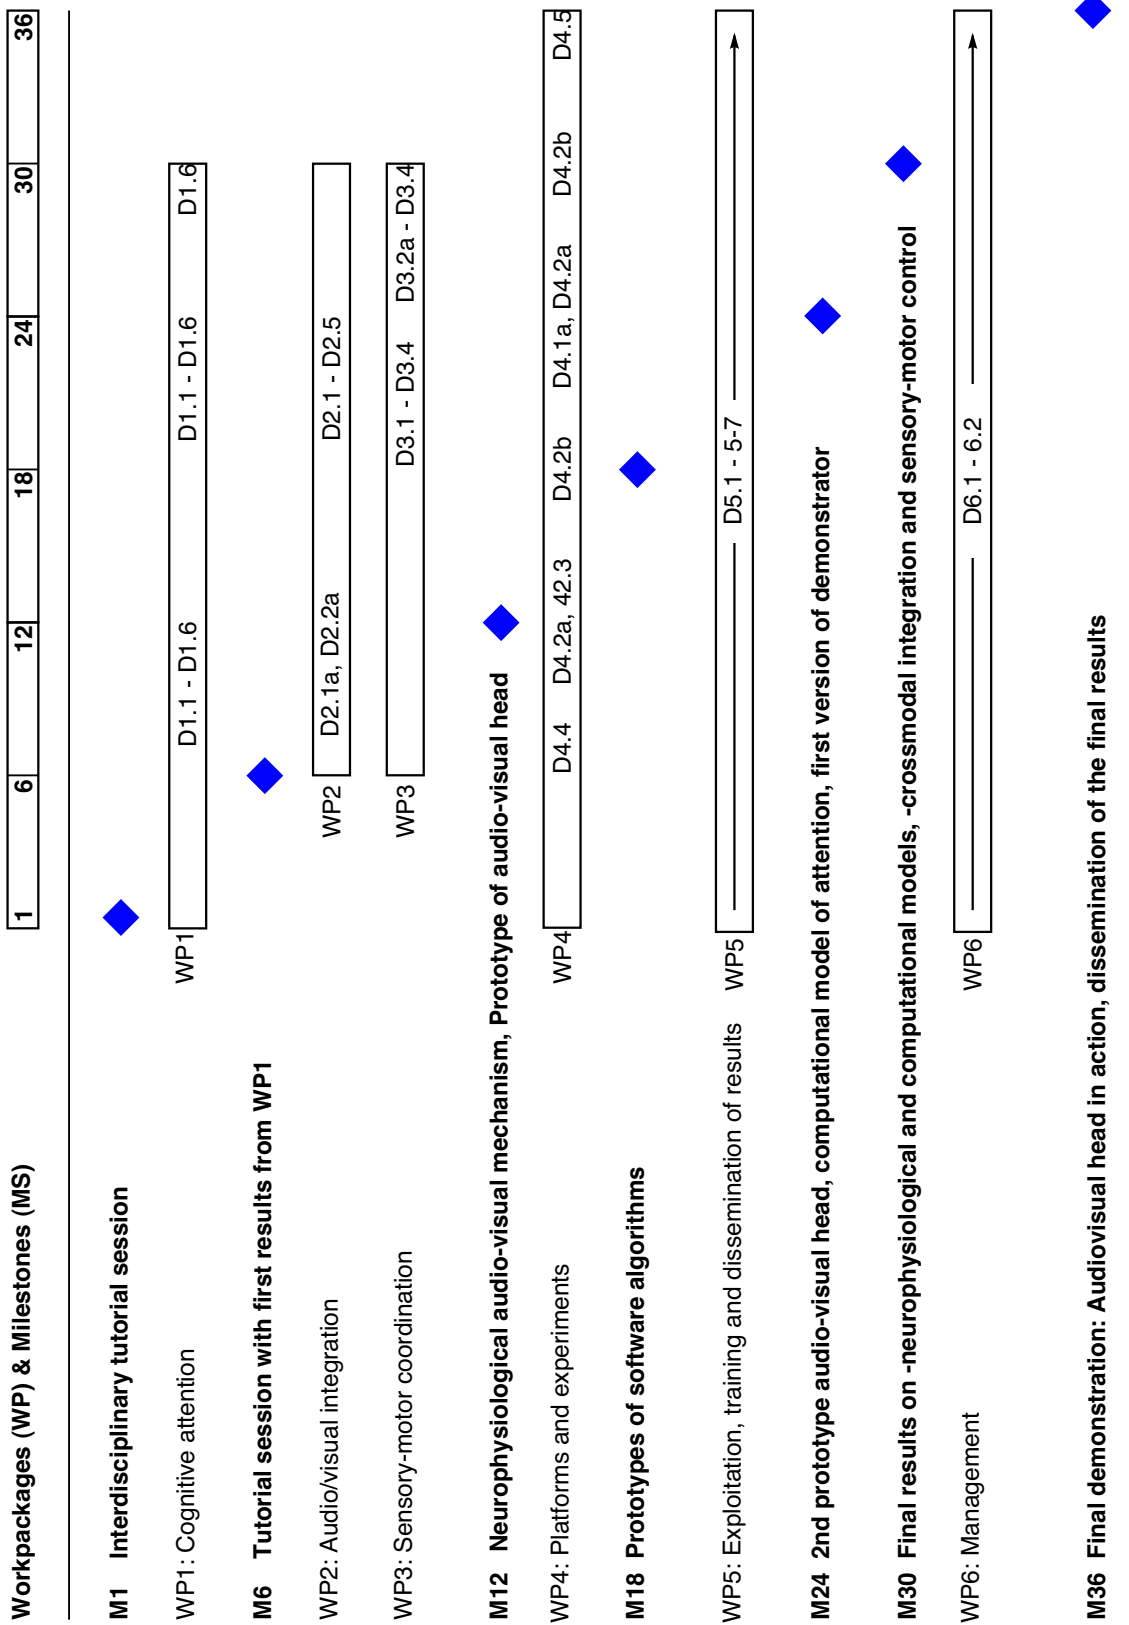 Workpackages (WP) & Milestones (MS) 1 6 12 18 24 30 36
M1 Interdisciplinary tutorial session
WP1: Cognitive attention WP1 D1.1 - D1.6 D1.1 - D1.6 D1.6
M6 Tutorial session with first results from WP1
WP2: Audio/visual integration WP2 D2.1a, D2.2a D2.1 - D2.5
WP3: Sensory-motor coordination WP3 D3.1 - D3.4 D3.2a - D3.4
M12 Neurophysiological audio-visual mechanism, Prototype of audio-visual head
WP4: Platforms and experiments WP4 D4.4 D4.2a, 42.3 D4.2b D4.1a, D4.2a D4.2b D4.5
M18 Prototypes of software algorithms
WP5: Exploitation, training and dissemination of results WP5 D5.1 - 5-7
M24 2nd prototype audio-visual head, computational model of attention, first version of demonstrator
M30 Final results on -neurophysiological and computational models, -crossmodal integration and sensory-motor control
WP6: Management WP6 D6.1 - 6.2
M36 Final demonstration: Audiovisual head in action, dissemination of the final results